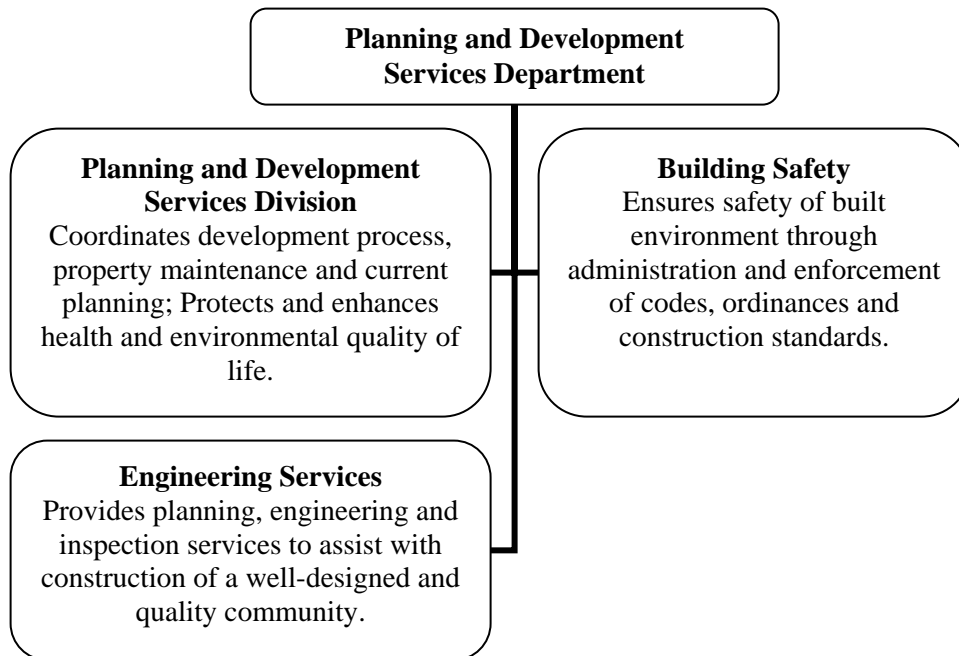 Planning and Development
Services Department
Planning and Development
Services Division
Coordinates development process,
property maintenance and current
planning; Protects and enhances
health and environmental quality of
life.
Building Safety
Ensures safety of built
environment through
administration and enforcement
of codes, ordinances and
construction standards.
Engineering Services
Provides planning, engineering and
inspection services to assist with
construction of a well-designed and
quality community.